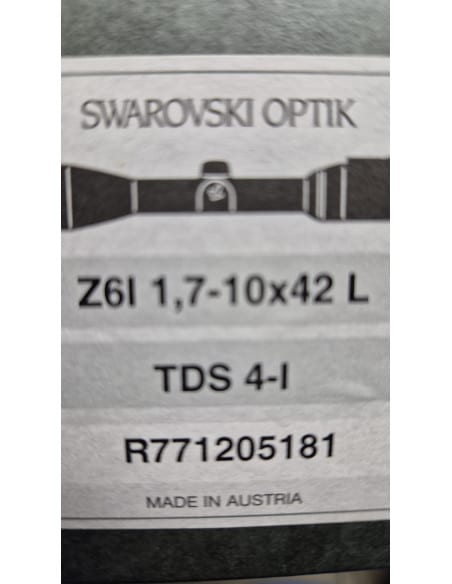 SWAROVSKI OPTIK
Z6I 1,7-10x42 L
TDS 4-I
R771205181
MADE IN AUSTRIA